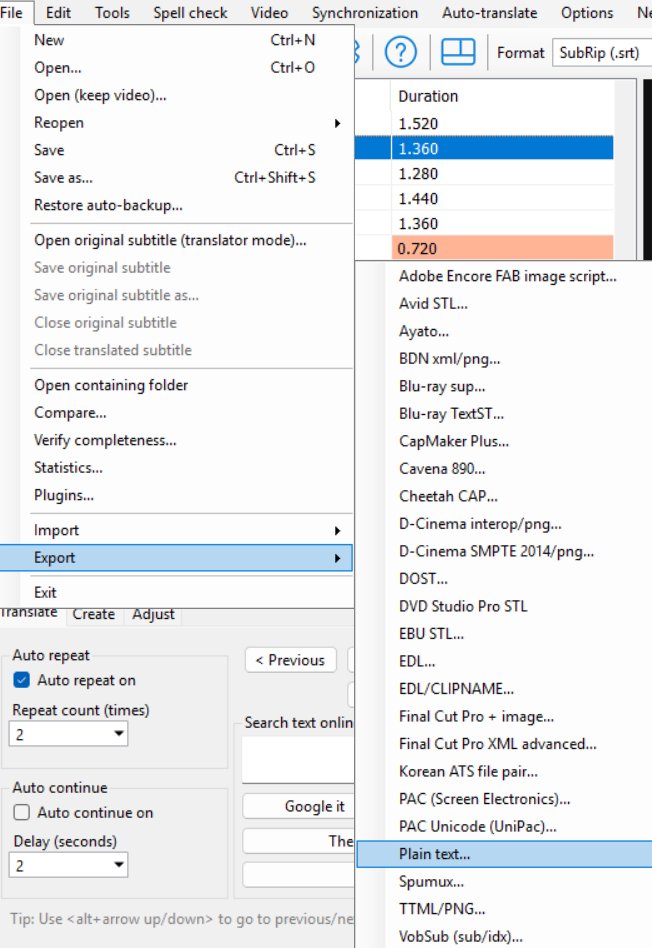 File Edit Tools Spell check Video Synchronization Auto-translate Options
Format SubRip (.srt)
New Ctrl+N
Open... Ctrl+O
Open (keep video)...
Reopen
Save Ctrl+S
Save as... Ctrl+Shift+S
Restore auto-backup...
Open original subtitle (translator mode)...
Save original subtitle
Save original subtitle as...
Close original subtitle
Close translated subtitle
Open containing folder
Compare...
Verify completeness...
Statistics...
Plugins...
Import
Export
Exit
Duration
1.520
1.360
1.280
1.440
1.360
0.720
Adobe Encore FAB image script...
Avid STL...
Ayato...
BDN xml/png...
Blu-ray sup...
Blu-ray TextST...
CapMaker Plus...
Cavena 890...
Cheetah CAP...
D-Cinema interop/png...
D-Cinema SMPTE 2014/png...
DOST...
DVD Studio Pro STL
EBU STL...
EDL...
EDL/CLIPNAME...
Final Cut Pro + image...
Final Cut Pro XML advanced...
Korean ATS file pair...
PAC (Screen Electronics)...
PAC Unicode (UniPac)...
Plain text...
Spumux...
TTML/PNG...
VobSub (sub/idx)...
Translate Create Adjust
Auto repeat
Auto repeat on
Repeat count (times)
2
Auto continue
Auto continue on
Delay (seconds)
2
< Previous
Search text onlin
Google it
The
Tip: Use <alt+arrow up/down> to go to previous/ne